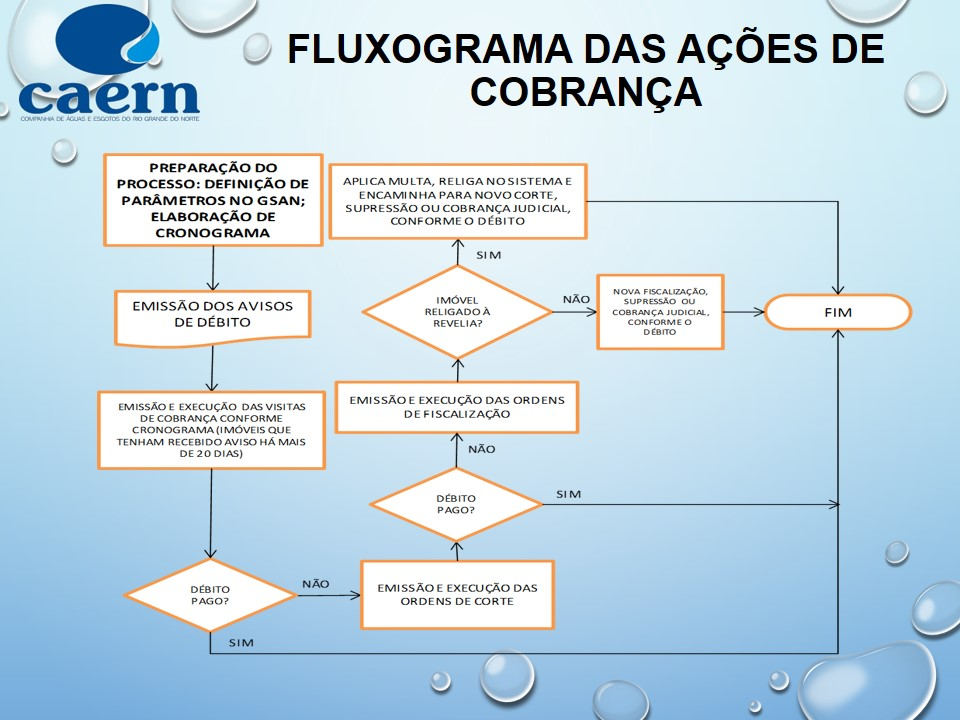 caern
COMPANHIA DE ÁGUAS E ESGOTOS DO RIO GRANDE DO NORTE
FLUXOGRAMA DAS AÇÕES DE
COBRANÇA
PREPARAÇÃO DO
PROCESSO: DEFINIÇÃO DE
PARÂMETROS NO GSAN;
ELABORAÇÃO DE
CRONOGRAMA
EMISSÃO DOS AVISOS
DE DÉBITO
EMISSÃO E EXECUÇÃO DAS VISITAS
DE COBRANÇA CONFORME
CRONOGRAMA (IMÓVEIS QUE
TENHAM RECEBIDO AVISO HÁ MAIS
DE 20 DIAS)
DÉBITO
PAGO?
NÃO
SIM
EMISSÃO E EXECUÇÃO DAS
ORDENS DE CORTE
DÉBITO
PAGO?
SIM
NÃO
EMISSÃO E EXECUÇÃO DAS ORDENS
DE FISCALIZAÇÃO
IMÓVEL
RELIGADO À
REVELIA?
SIM
NÃO
APLICA MULTA, RELIGA NO SISTEMA E
ENCAMINHA PARA NOVO CORTE,
SUPRESSÃO OU COBRANÇA JUDICIAL,
CONFORME O DÉBITO
NOVA FISCALIZAÇÃO,
SUPRESSÃO OU
COBRANÇA JUDICIAL,
CONFORME O
DÉBITO
FIM